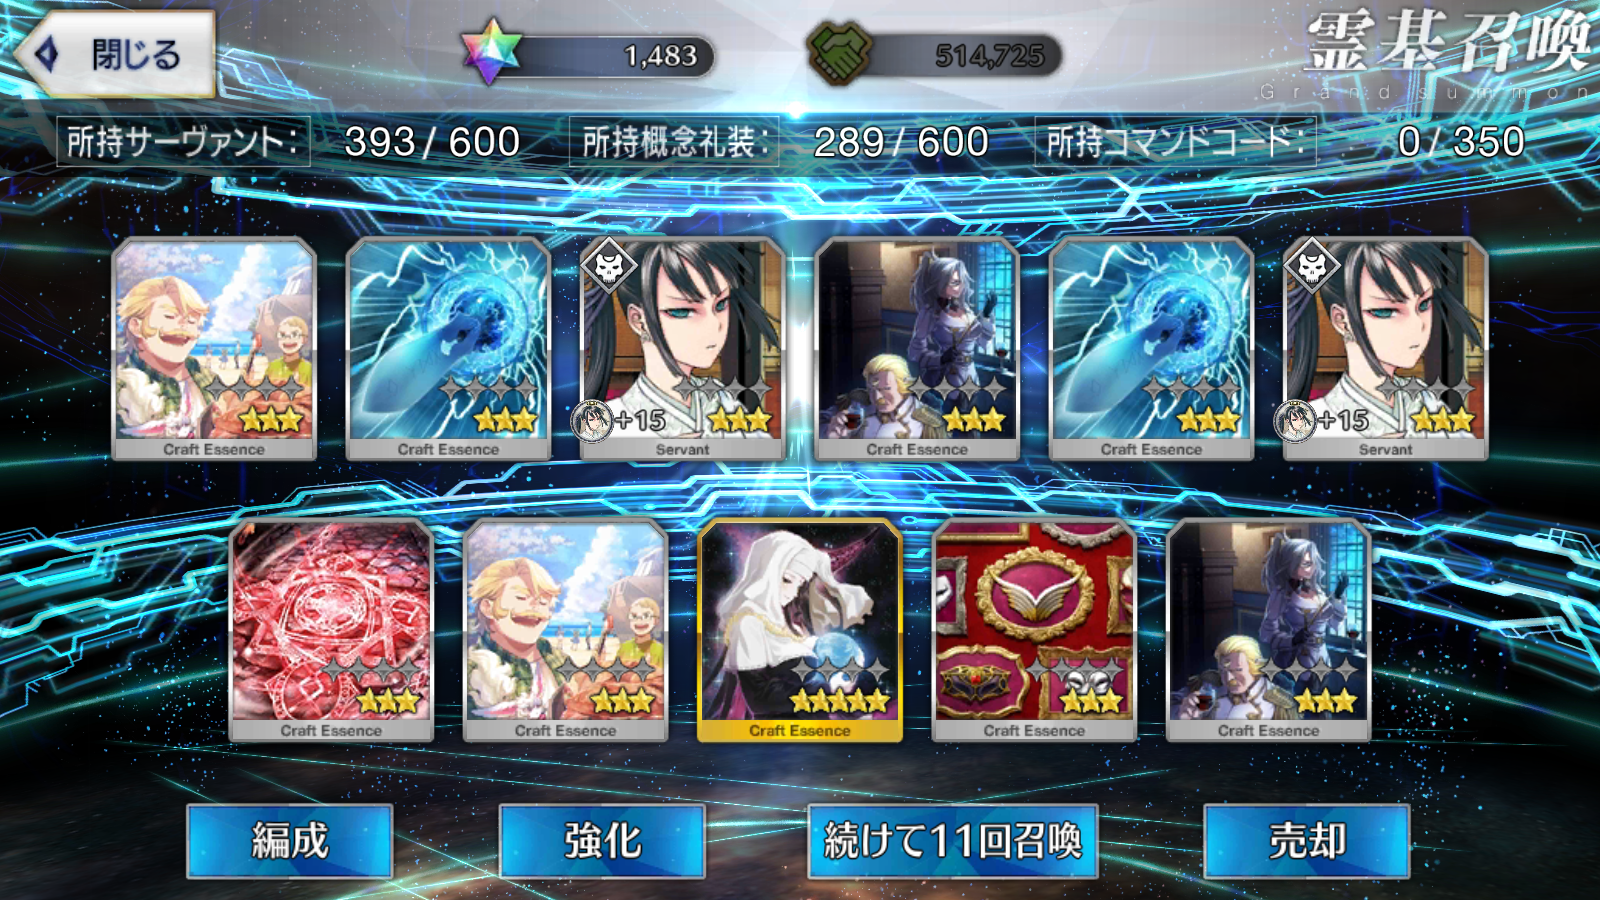 閉じる
1,483
514,725
霊基召喚
Grand summon
所持サーヴァント: 393 / 600
所持概念礼装: 289 / 600
所持コマンドコード: 0 / 350
+15
+15
Craft Essence
Craft Essence
Servant
Craft Essence
Craft Essence
Servant
Craft Essence
Craft Essence
Craft Essence
Craft Essence
Craft Essence
編成
強化
続けて11回召喚
売却